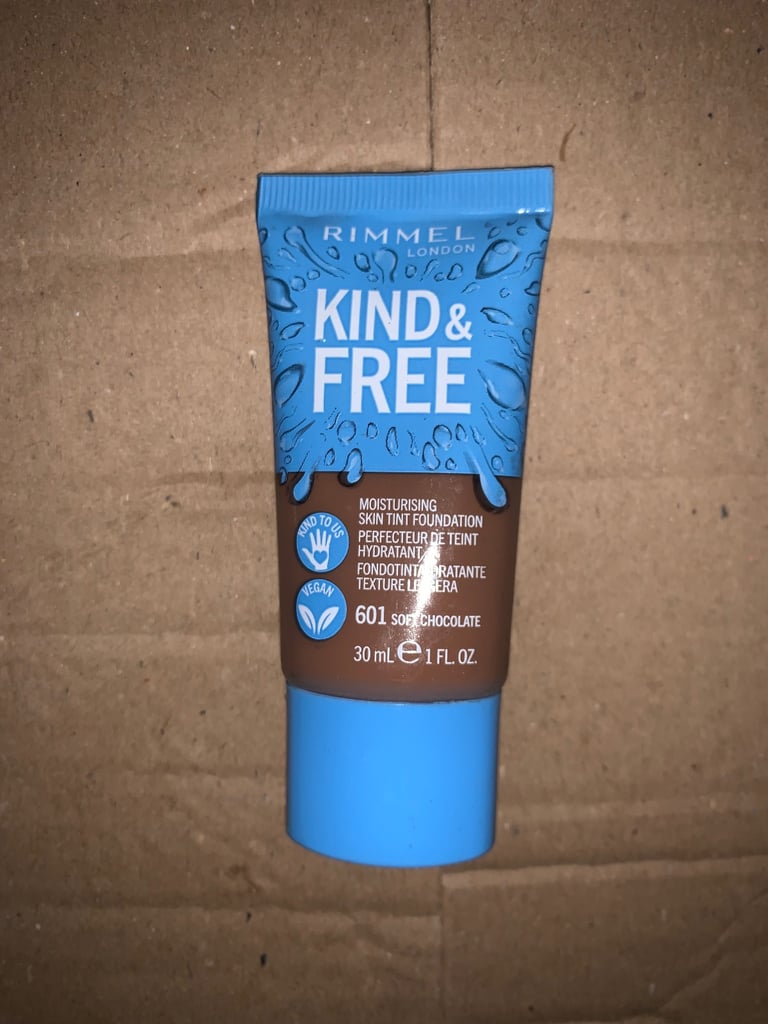 RIMMEL
LONDON
KIND &
FREE
MOISTURISING
SKIN TINT FOUNDATION
PERFECTEUR DE TEINT
HYDRATANT
KIND TO US
TEXTURE
VEGAN
601 SOFT CHOCOLATE
30 mL e 1 FL. OZ.